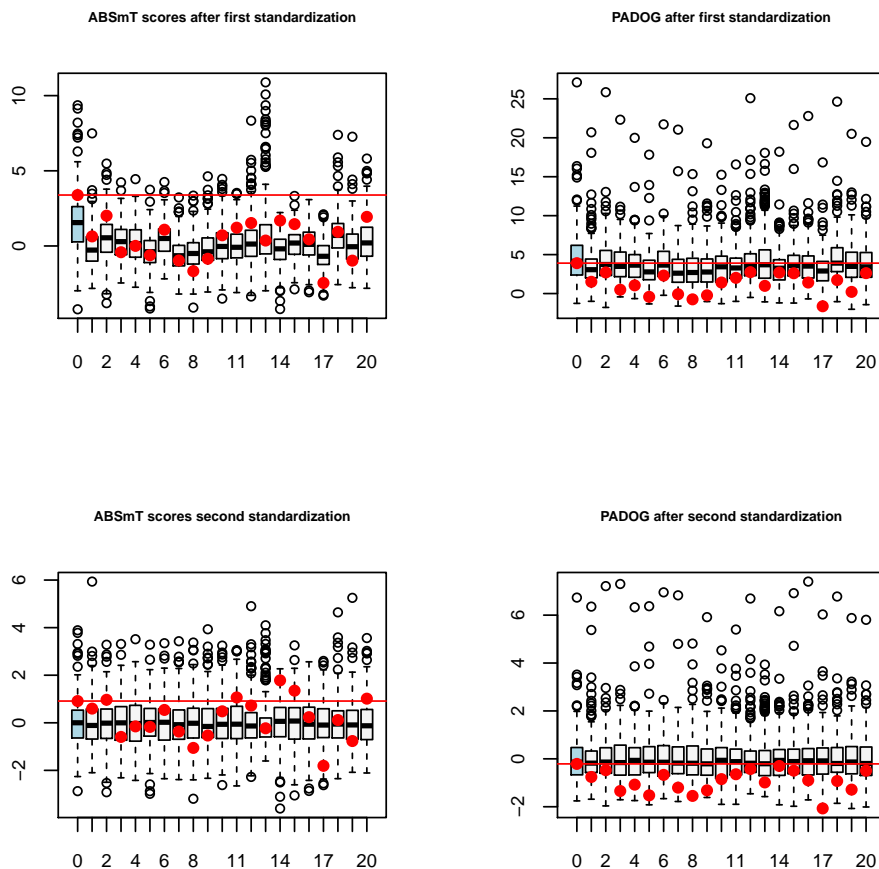 ABSmT scores after first standardization
10
5
0
0 2 4 6 8 11 14 17 20
PADOG after first standardization
25
20
15
10
5
0
0 2 4 6 8 11 14 17 20
ABSmT scores second standardization
6
4
2
0
−2
0 2 4 6 8 11 14 17 20
PADOG after second standardization
6
4
2
0
−2
0 2 4 6 8 11 14 17 20